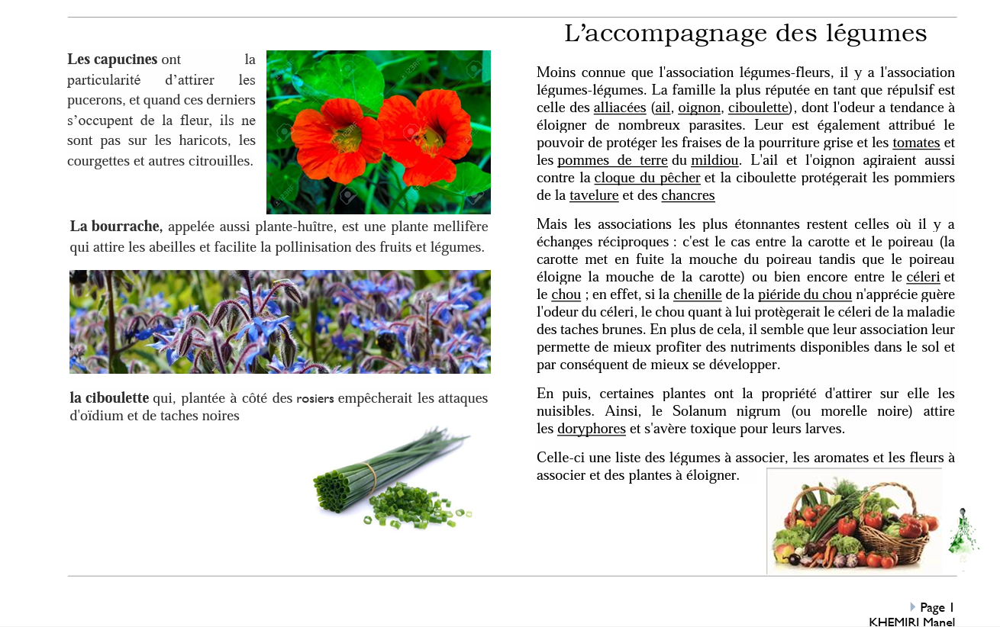 Les capucines ont la
particularité d’attirer les
pucerons, et quand ces derniers
s’occupent de la fleur, ils ne
sont pas sur les haricots, les
courgettes et autres citrouilles.
La bourrache, appelée aussi plante-huître, est une plante mellifère
qui attire les abeilles et facilite la pollinisation des fruits et légumes.
la ciboulette qui, plantée à côté des rosiers empêcherait les attaques
d'oïdium et de taches noires
L’accompagnage des légumes
Moins connue que l'association légumes-fleurs, il y a l'association
légumes-légumes. La famille la plus réputée en tant que répulsif est
celle des alliacées (ail, oignon, ciboulette), dont l'odeur a tendance à
éloigner de nombreux parasites. Leur est également attribué le
pouvoir de protéger les fraises de la pourriture grise et les tomates et
les pommes de terre du mildiou. L'ail et l'oignon agiraient aussi
contre la cloque du pêcher et la ciboulette protégerait les pommiers
de la tavelure et des chancres
Mais les associations les plus étonnantes restent celles où il y a
échanges réciproques : c'est le cas entre la carotte et le poireau (la
carotte met en fuite la mouche du poireau tandis que le poireau
éloigne la mouche de la carotte) ou bien encore entre le céleri et
le chou ; en effet, si la chenille de la piéride du chou n'apprécie guère
l'odeur du céleri, le chou quant à lui protègerait le céleri de la maladie
des taches brunes. En plus de cela, il semble que leur association leur
permette de mieux profiter des nutriments disponibles dans le sol et
par conséquent de mieux se développer.
En puis, certaines plantes ont la propriété d'attirer sur elle les
nuisibles. Ainsi, le Solanum nigrum (ou morelle noire) attire
les doryphores et s'avère toxique pour leurs larves.
Celle-ci une liste des légumes à associer, les aromates et les fleurs à
associer et des plantes à éloigner.
Page 1
KHEMIRI Manel